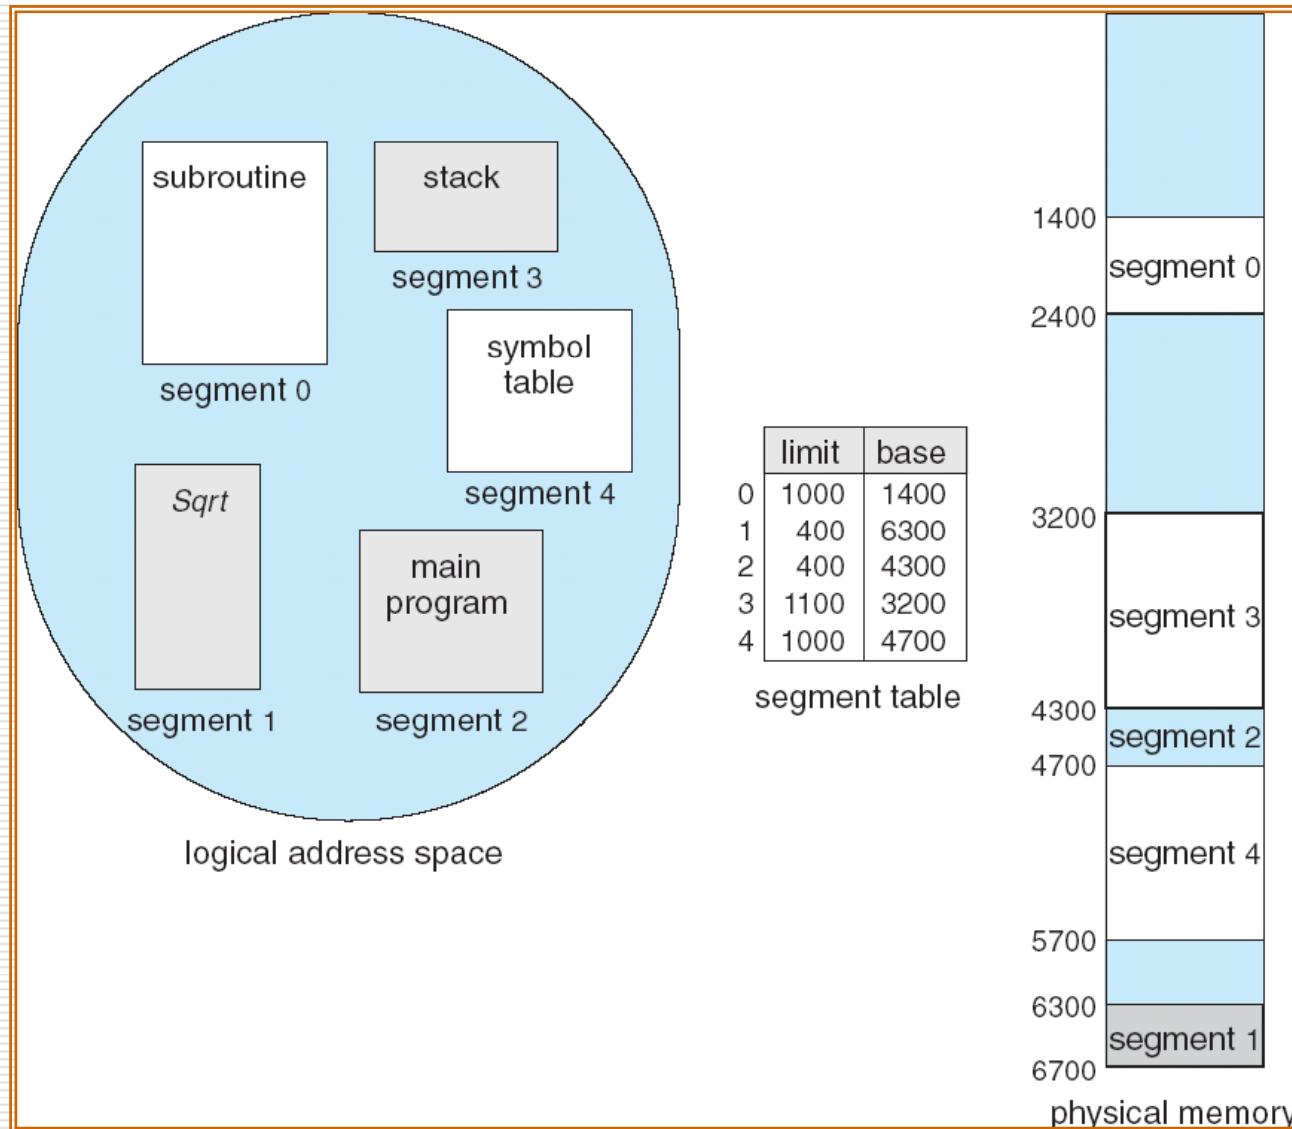 subroutine
segment 0
stack
segment 3
symbol
table
segment 4
Sqrt
segment 1
main
program
segment 2
logical address space
limit base
0 1000 1400
1 400 6300
2 400 4300
3 1100 3200
4 1000 4700
segment table
1400
segment 0
2400
3200
segment 3
4300
segment 2
4700
segment 4
5700
6300
segment 1
6700
physical memory